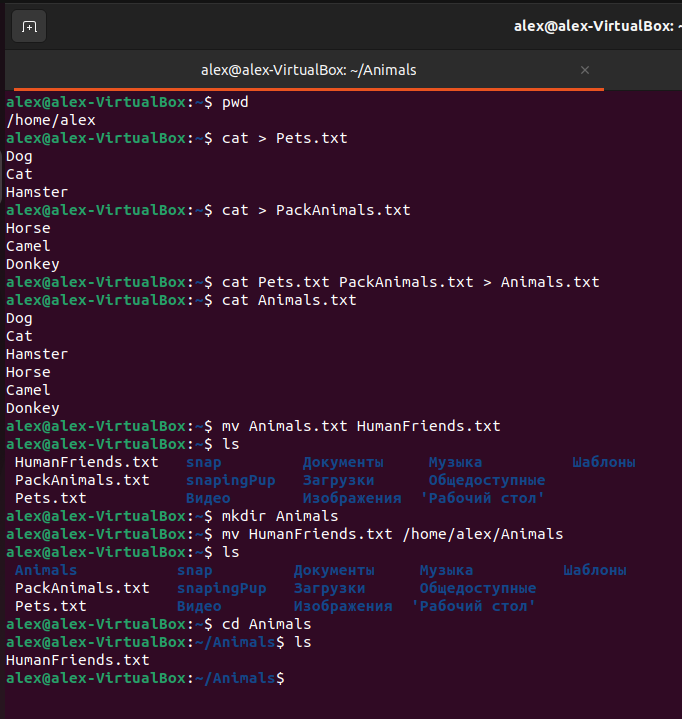 alex@alex-VirtualBox: ~
alex@alex-VirtualBox: ~/Animals
alex@alex-VirtualBox:~$ pwd
/home/alex
alex@alex-VirtualBox:~$ cat > Pets.txt
Dog
Cat
Hamster
alex@alex-VirtualBox:~$ cat > PackAnimals.txt
Horse
Camel
Donkey
alex@alex-VirtualBox:~$ cat Pets.txt PackAnimals.txt > Animals.txt
alex@alex-VirtualBox:~$ cat Animals.txt
Dog
Cat
Hamster
Horse
Camel
Donkey
alex@alex-VirtualBox:~$ mv Animals.txt HumanFriends.txt
alex@alex-VirtualBox:~$ ls
HumanFriends.txt snap Документы Музыка Шаблоны
PackAnimals.txt snapingPup Загрузки Общедоступные
Pets.txt Видео Изображения 'Рабочий стол'
alex@alex-VirtualBox:~$ mkdir Animals
alex@alex-VirtualBox:~$ mv HumanFriends.txt /home/alex/Animals
alex@alex-VirtualBox:~$ ls
Animals snap Документы Музыка Шаблоны
PackAnimals.txt snapingPup Загрузки Общедоступные
Pets.txt Видео Изображения 'Рабочий стол'
alex@alex-VirtualBox:~$ cd Animals
alex@alex-VirtualBox:~/Animals$ ls
HumanFriends.txt
alex@alex-VirtualBox:~/Animals$